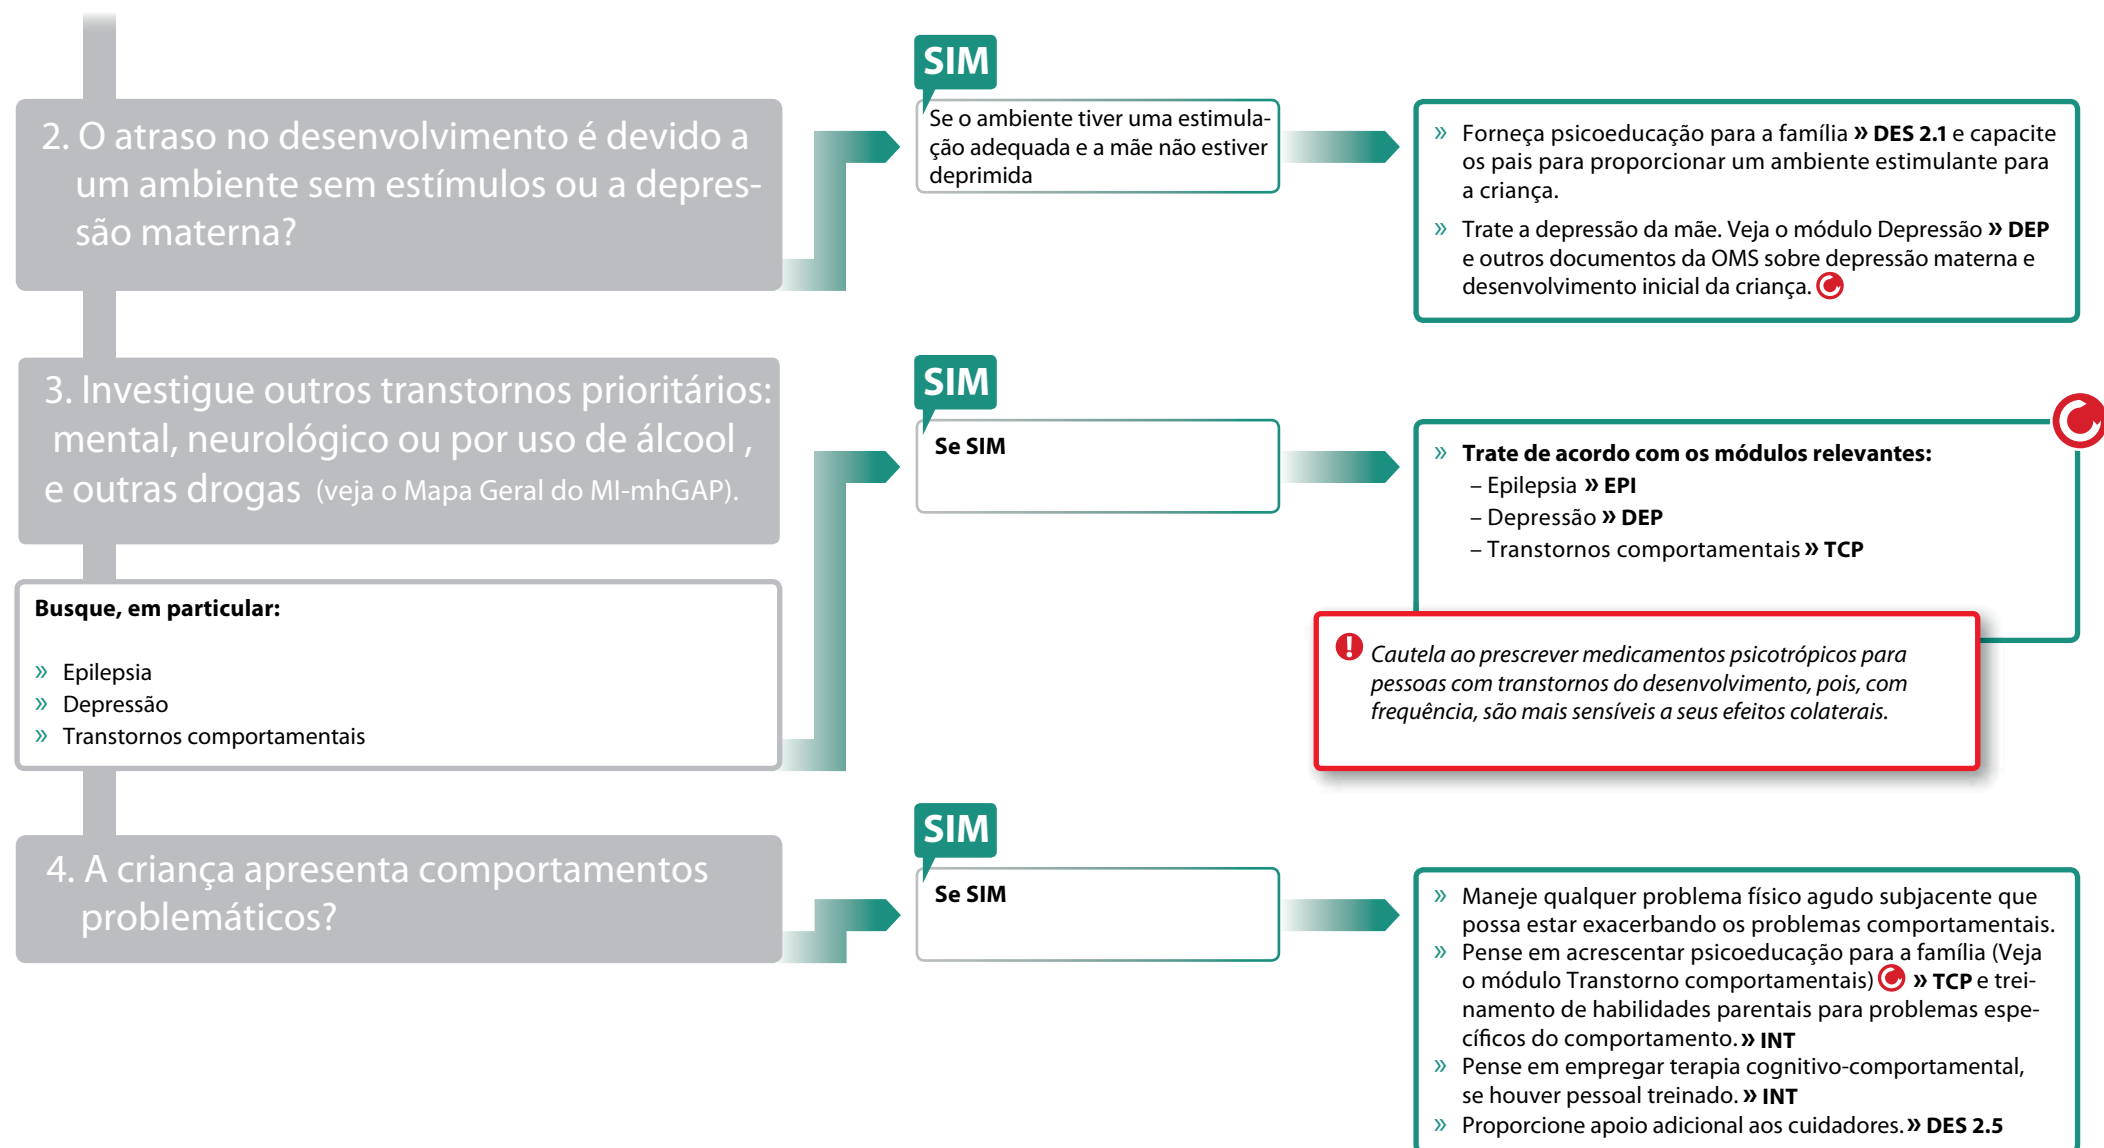 SIM
2. O atraso no desenvolvimento é devido a
um ambiente sem estímulos ou a depres-
são materna?
Se o ambiente tiver uma estimula-
ção adequada e a mãe não estiver
deprimida
» Forneça psicoeducação para a família » DES 2.1 e capacite
os pais para proporcionar um ambiente estimulante para
a criança.
» Trate a depressão da mãe. Veja o módulo Depressão » DEP
e outros documentos da OMS sobre depressão materna e
desenvolvimento inicial da criança.
3. Investigue outros transtornos prioritários:
mental, neurológico ou por uso de álcool ,
e outras drogas (veja o Mapa Geral do MI-mhGAP).
Busque, em particular:
» Epilepsia
» Depressão
» Transtornos comportamentais
SIM
Se SIM
» Trate de acordo com os módulos relevantes:
– Epilepsia » EPI
– Depressão » DEP
– Transtornos comportamentais » TCP
! Cautela ao prescrever medicamentos psicotrópicos para
pessoas com transtornos do desenvolvimento, pois, com
frequência, são mais sensíveis a seus efeitos colaterais.
4. A criança apresenta comportamentos
problemáticos?
SIM
Se SIM
» Maneje qualquer problema físico agudo subjacente que
possa estar exacerbando os problemas comportamentais.
» Pense em acrescentar psicoeducação para a família (Veja
o módulo Transtorno comportamentais) » TCP e trei-
namento de habilidades parentais para problemas espe-
cíficos do comportamento. » INT
» Pense em empregar terapia cognitivo-comportamental,
se houver pessoal treinado. » INT
» Proporcione apoio adicional aos cuidadores. » DES 2.5